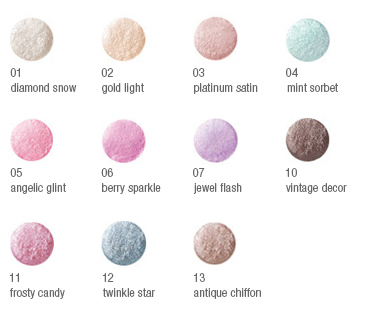 01
diamond snow
02
gold light
03
platinum satin
04
mint sorbet
05
angelic glint
06
berry sparkle
07
jewel flash
10
vintage decor
11
frosty candy
12
twinkle star
13
antique chiffon